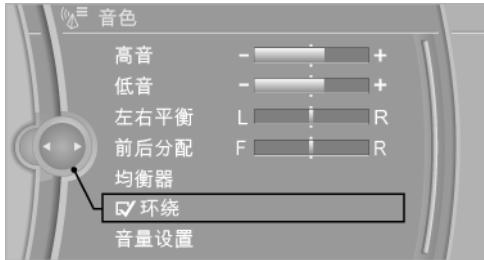 音色
高音 - +
低音 - +
左右平衡 L R
前后分配 F R
均衡器
环绕
音量设置